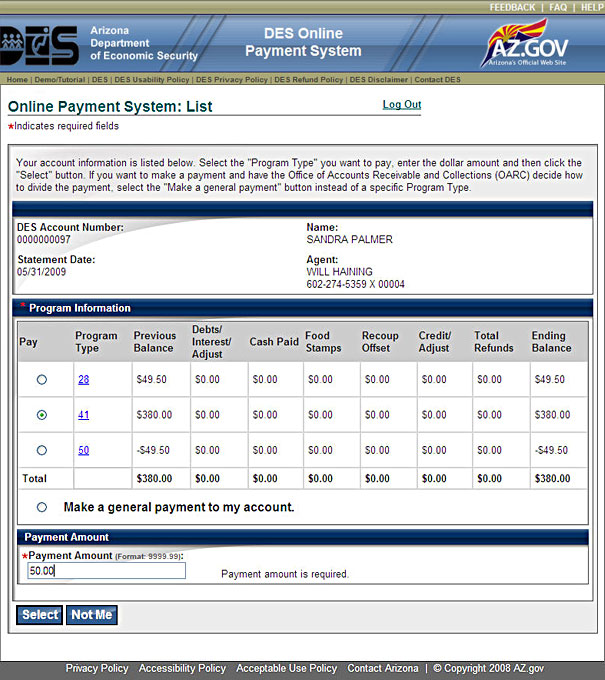 FEEDBACK | FAQ | HELP
DES
Arizona
Department
of Economic Security
DES Online
Payment System
AZ.GOV
Arizona's Official Web Site
Home | Demo/Tutorial | DES | DES Usability Policy | DES Privacy Policy | DES Refund Policy | DES Disclaimer | Contact DES
Online Payment System: List
Log Out
*Indicates required fields
Your account information is listed below. Select the "Program Type" you want to pay, enter the dollar amount and then click the
"Select" button. If you want to make a payment and have the Office of Accounts Receivable and Collections (OARC) decide how
to divide the payment, select the "Make a general payment" button instead of a specific Program Type.
DES Account Number:
0000000097
Name:
SANDRA PALMER
Statement Date:
05/31/2009
Agent:
WILL HAINING
602-274-5359 X 00004
* Program Information
Pay Program Type Previous Balance Debts/ Interest/ Adjust Cash Paid Food Stamps Recoup Offset Credit/ Adjust Total Refunds Ending Balance
28 $49.50 $0.00 $0.00 $0.00 $0.00 $0.00 $0.00 $49.50
41 $380.00 $0.00 $0.00 $0.00 $0.00 $0.00 $0.00 $380.00
50 -$49.50 $0.00 $0.00 $0.00 $0.00 $0.00 $0.00 -$49.50
Total $380.00 $0.00 $0.00 $0.00 $0.00 $0.00 $0.00 $380.00
Make a general payment to my account.
Payment Amount
*Payment Amount (Format: 9999.99):
50.00
Payment amount is required.
Select Not Me
Privacy Policy Accessibility Policy Acceptable Use Policy Contact Arizona | © Copyright 2008 AZ.gov